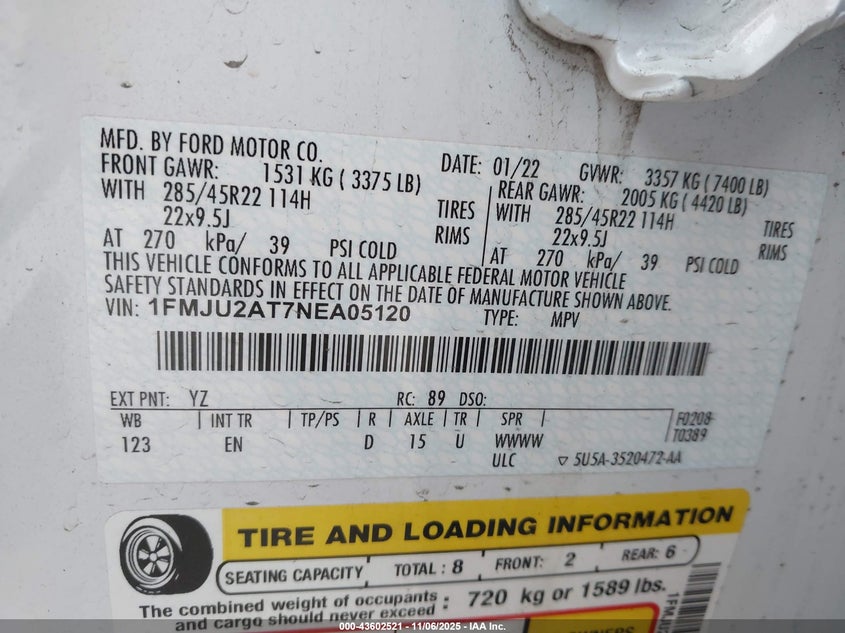 MFD. BY FORD MOTOR CO.
DATE: 01/22 GVWR: 3357 KG ( 7400 LB)
FRONT GAWR: 1531 KG ( 3375 LB)
WITH 285/45R22 114H TIRES
22x9.5J RIMS
AT 270 kPa/ 39 PSI COLD
REAR GAWR: 2005 KG ( 4420 LB)
WITH 285/45R22 114H TIRES
22x9.5J RIMS
AT 270 kPa/ 39 PSI COLD
THIS VEHICLE CONFORMS TO ALL APPLICABLE FEDERAL MOTOR VEHICLE
SAFETY STANDARDS IN EFFECT ON THE DATE OF MANUFACTURE SHOWN ABOVE.
VIN: 1FMJU2AT7NEA05120 TYPE: MPV
EXT PNT: YZ RC: 89 DSO:
WB | INT TR | TP/PS | R | AXLE | TR | SPR
123 EN D 15 U WWWW
ULC
F0208
T0389
▽ 5U5A-3520472-AA
TIRE AND LOADING INFORMATION
SEATING CAPACITY TOTAL : 8 FRONT: 2 REAR: 6
The combined weight of occupants : 720 kg or 1589 lbs.
and cargo should never exceed :
000-43602521 - 11/06/2025 - IAA Inc.